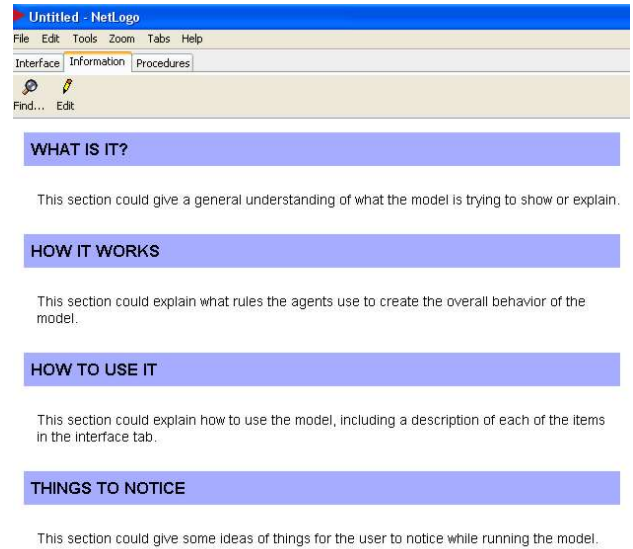 Untitled - NetLogo
File Edit Tools Zoom Tabs Help
Interface Information Procedures
Find... Edit
WHAT IS IT?
This section could give a general understanding of what the model is trying to show or explain.
HOW IT WORKS
This section could explain what rules the agents use to create the overall behavior of the
model.
HOW TO USE IT
This section could explain how to use the model, including a description of each of the items
in the interface tab.
THINGS TO NOTICE
This section could give some ideas of things for the user to notice while running the model.